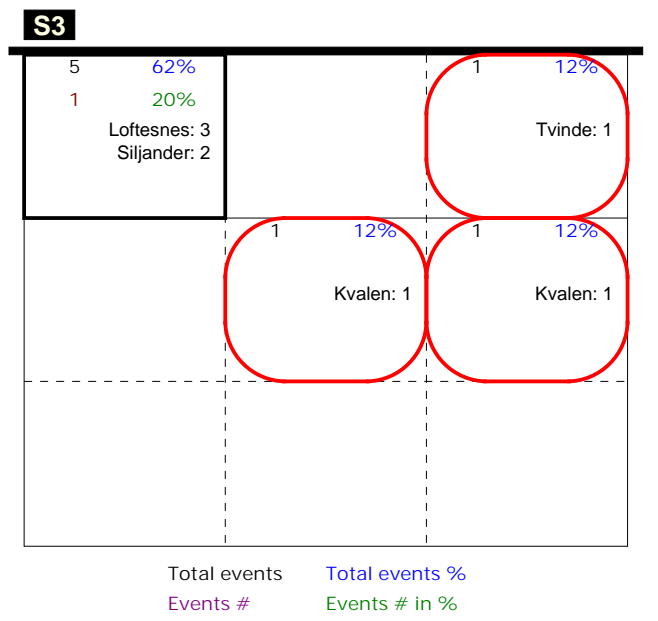 S3
5 62% 1 12%
1 20%
Loftesnes: 3 Tvinde: 1
Siljander: 2
1 12% 1 12%
Kvalen: 1 Kvalen: 1
Total events Total events %
Events # Events # in %